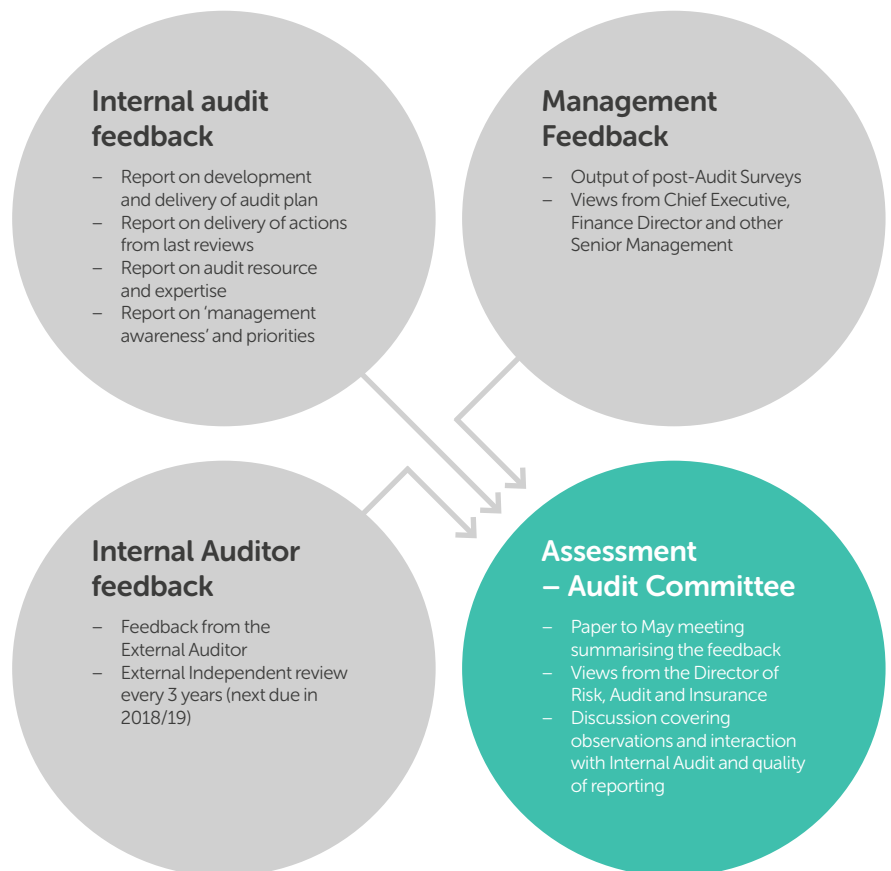 Internal audit
feedback
– Report on development
and delivery of audit plan
– Report on delivery of actions
from last reviews
– Report on audit resource
and expertise
– Report on ‘management
awareness’ and priorities
Management
Feedback
– Output of post-Audit Surveys
– Views from Chief Executive,
Finance Director and other
Senior Management
Internal Auditor
feedback
– Feedback from the
External Auditor
– External Independent review
every 3 years (next due in
2018/19)
Assessment
– Audit Committee
– Paper to May meeting
summarising the feedback
– Views from the Director of
Risk, Audit and Insurance
– Discussion covering
observations and interaction
with Internal Audit and quality
of reporting